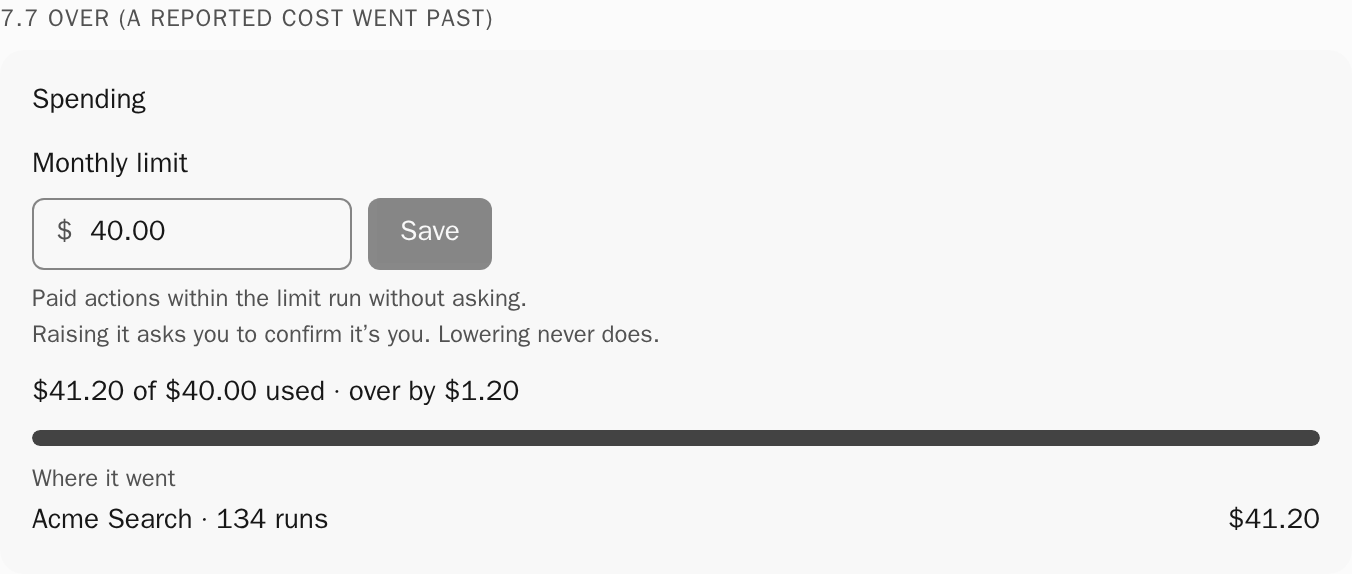 7.7 OVER (A REPORTED COST WENT PAST)
Spending
Monthly limit
$ 40.00 Save
Paid actions within the limit run without asking.
Raising it asks you to confirm it’s you. Lowering never does.
$41.20 of $40.00 used · over by $1.20
Where it went
Acme Search · 134 runs $41.20